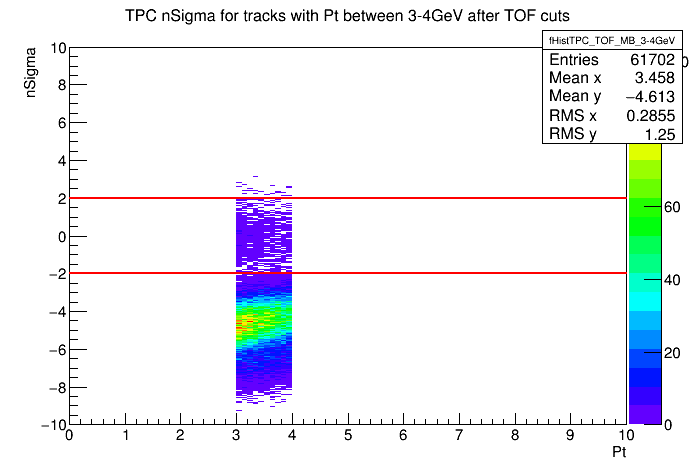 TPC nSigma for tracks with Pt between 3-4GeV after TOF cuts
fHistTPC_TOF_MB_3-4GeV
Entries 61702
Mean x 3.458
Mean y −4.613
RMS x 0.2855
RMS y 1.25
nSigma
10
8
6
4
2
0
−2
−4
−6
−8
−10
0 1 2 3 4 5 6 7 8 9 10
Pt
60
40
20
0